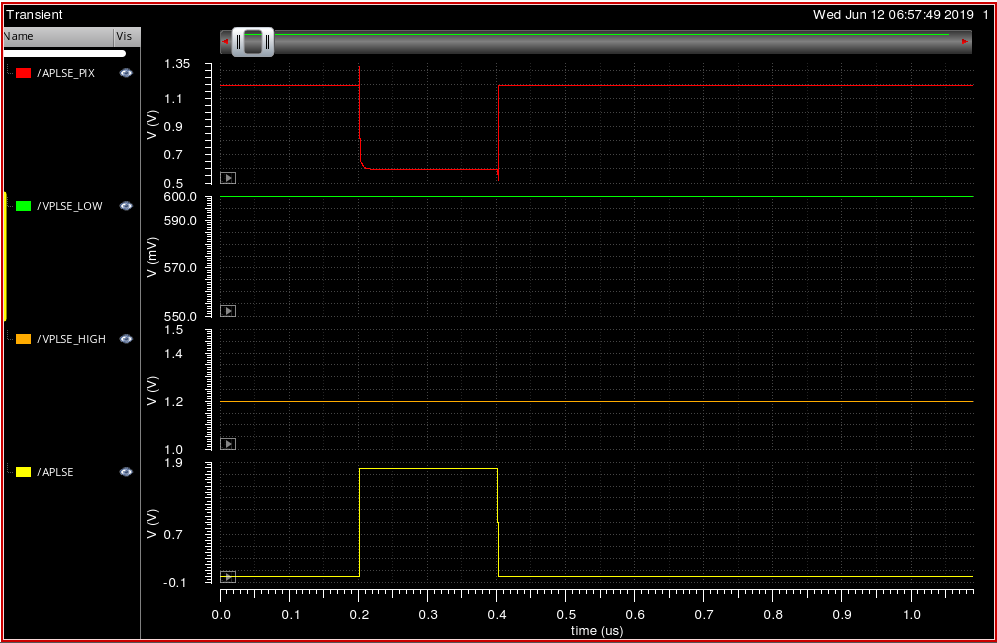 Transient Wed Jun 12 06:57:49 2019 1
Name Vis
/APLSE_PIX
/VPLSE_LOW
/VPLSE_HIGH
/APLSE
V (V)
1.35
1.1
0.9
0.7
0.5
V (mV)
600.0
590.0
570.0
550.0
V (V)
1.5
1.4
1.2
1.0
V (V)
1.9
0.7
-0.1
0.0 0.1 0.2 0.3 0.4 0.5 0.6 0.7 0.8 0.9 1.0
time (us)